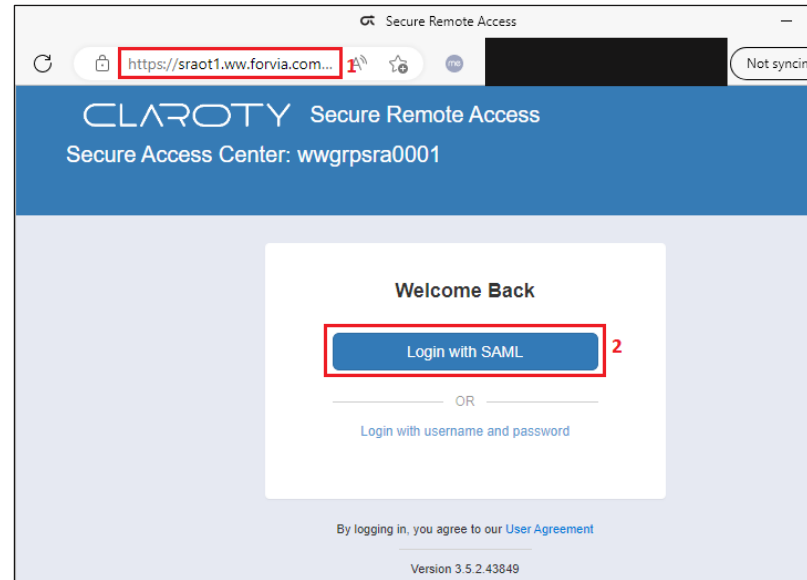 Secure Remote Access
https://sraot1.ww.forvia.com... 1 A
me
Not syncin
CLAROTY Secure Remote Access
Secure Access Center: wwgrpsra0001
Welcome Back
Login with SAML 2
OR
Login with username and password
By logging in, you agree to our User Agreement
Version 3.5.2.43849